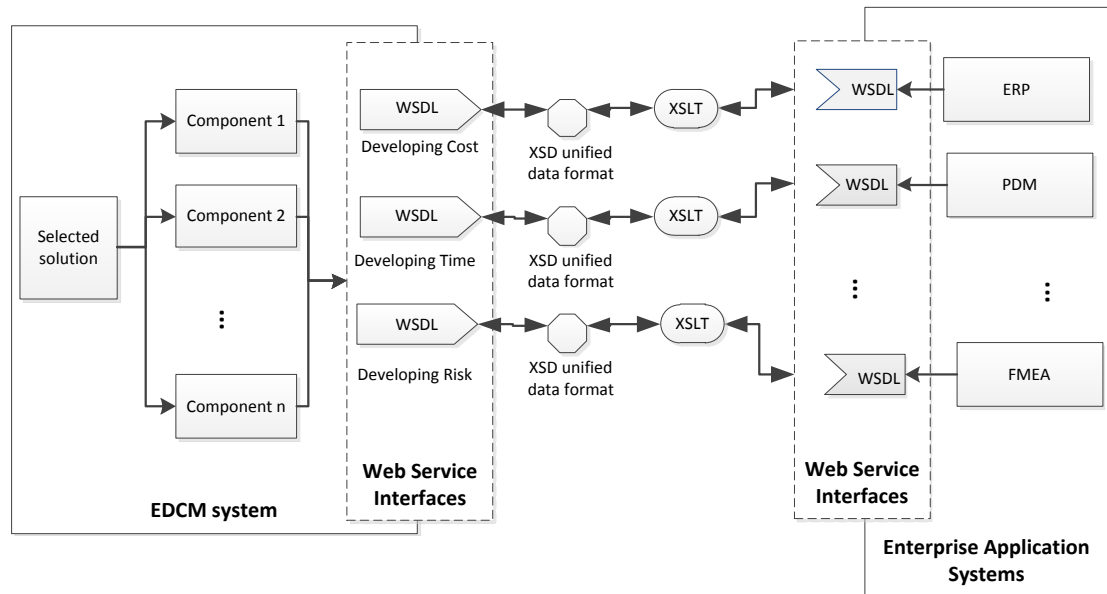 Selected
solution
Component 1
Component 2
...
Component n
EDCM system
WSDL
Developing Cost
WSDL
Developing Time
WSDL
Developing Risk
Web Service
Interfaces
XSD unified
data format
XSLT
XSD unified
data format
XSLT
XSD unified
data format
XSLT
WSDL
WSDL
...
WSDL
Web Service
Interfaces
ERP
PDM
...
FMEA
Enterprise Application
Systems